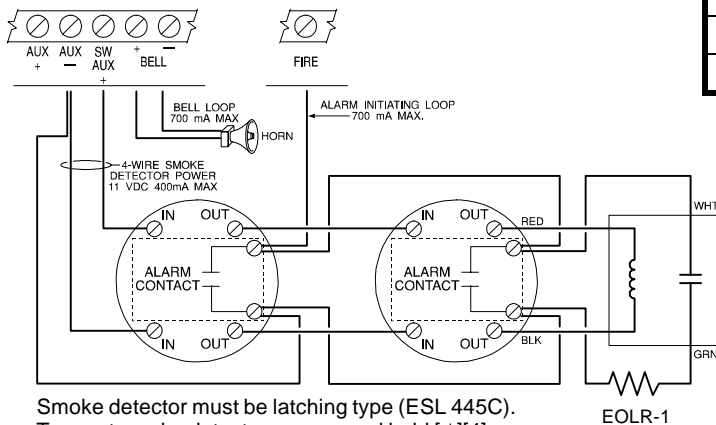 AUX AUX SW
+ — AUX
+
+ —
BELL
FIRE
BELL LOOP
700 mA MAX
HORN
ALARM INITIATING LOOP
700 mA MAX.
4-WIRE SMOKE
DETECTOR POWER
11 VDC 400mA MAX
IN OUT
ALARM
CONTACT
IN OUT
IN OUT
RED
ALARM
CONTACT
IN OUT
BLK
WHT
GRN
EOLR-1
Smoke detector must be latching type (ESL 445C).